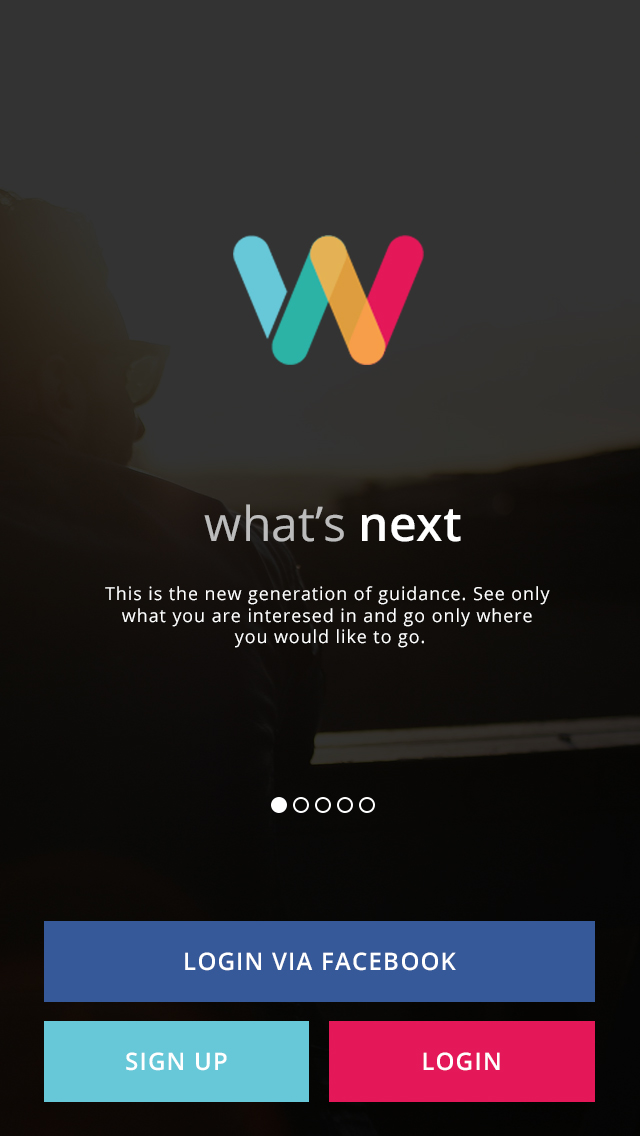 what's next
This is the new generation of guidance. See only
what you are interesed in and go only where
you would like to go.
LOGIN VIA FACEBOOK
SIGN UP
LOGIN